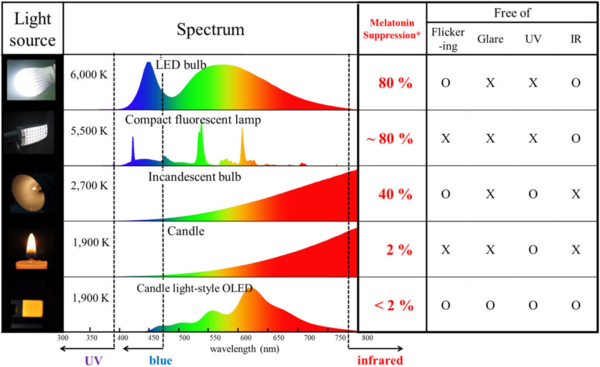 Light source
Spectrum
Melatonin Suppression*
Free of
Flicker-ing
Glare
UV
IR
6,000 K
LED bulb
80 %
O X X O
5,500 K
Compact fluorescent lamp
~ 80 %
X X X O
2,700 K
Incandescent bulb
40 %
O X O X
1,900 K
Candle
2 %
X X O X
1,900 K
Candle light-style OLED
< 2 %
O O O O
300 350 400 450 500 550 600 650 700 750 800
wavelength (nm)
UV
blue
infrared